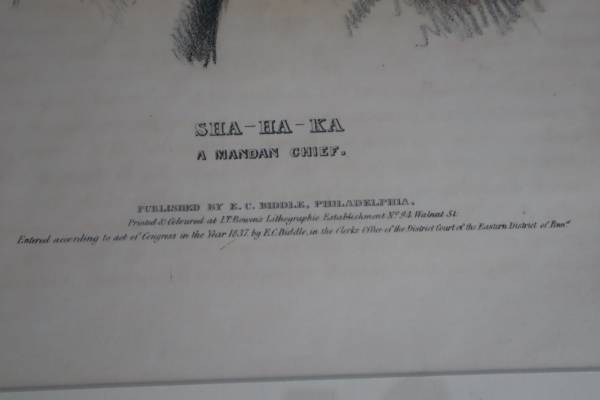 SHA-HA-KA
A MANDAN CHIEF.
PUBLISHED BY E. C. BIDDLE, PHILADELPHIA.
Printed & Coloured at I.T. Bowen's Lithographic Establishment No. 94 Walnut St.
Entered according to act of Congress in the Year 1837, by E.C. Biddle, in the Clerks Office of the District Court of the Eastern District of Penna.